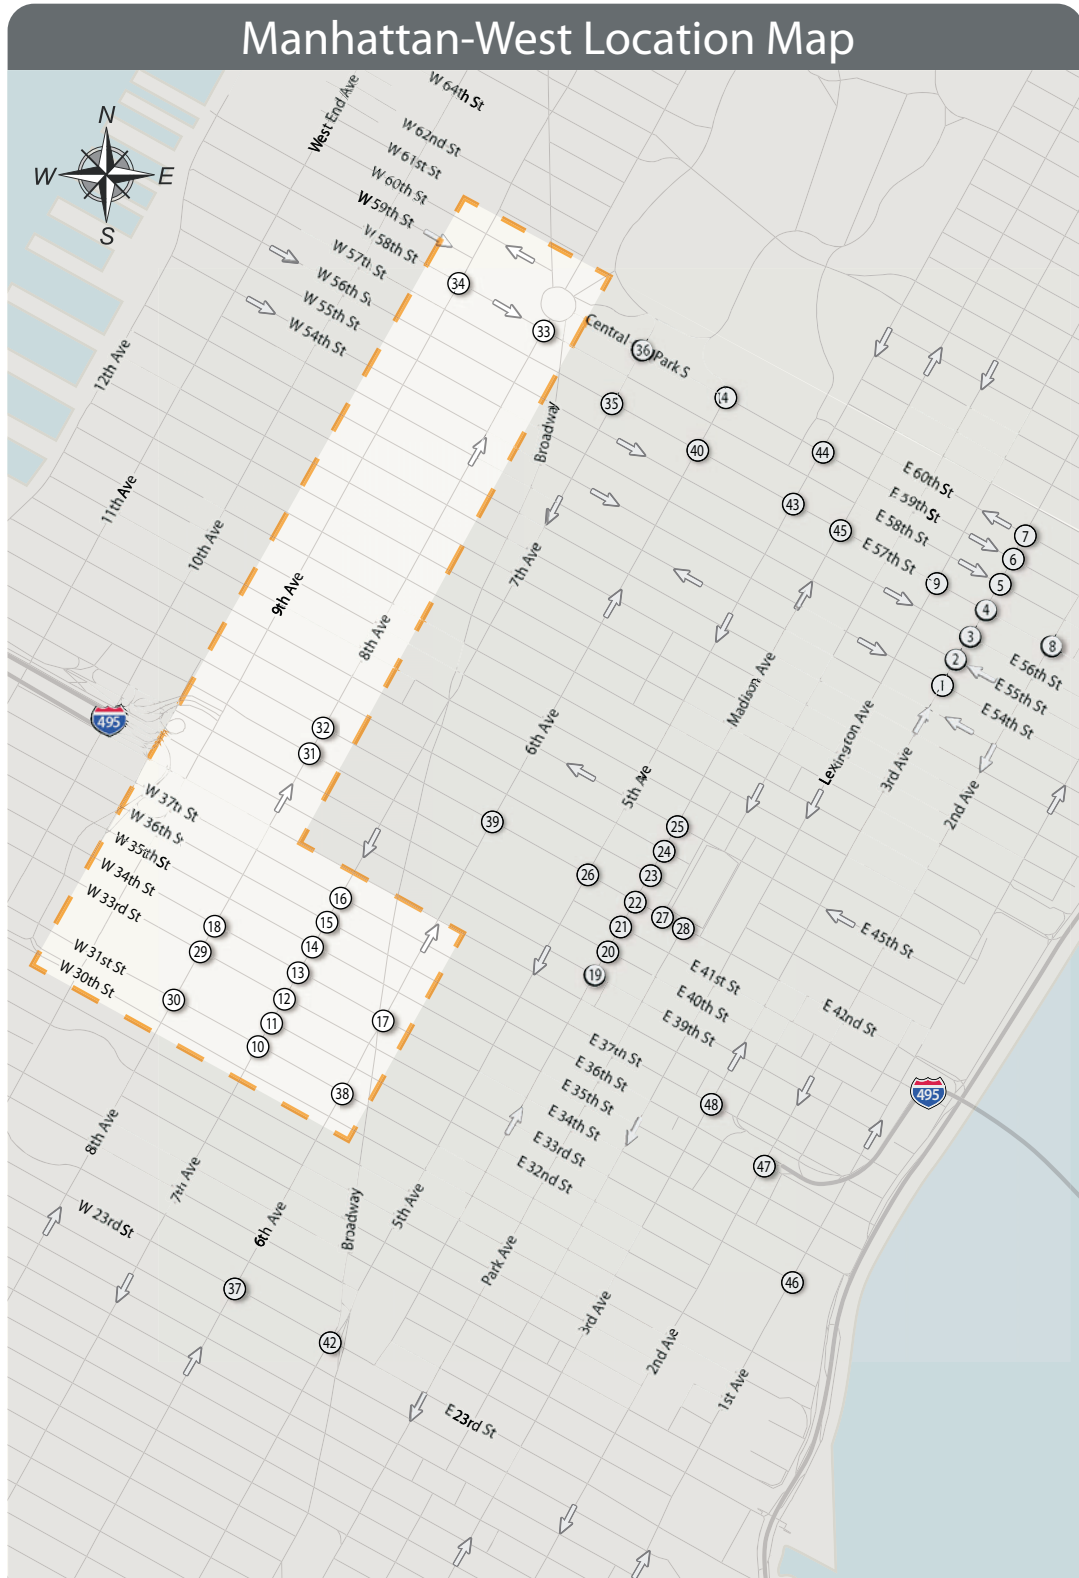 Manhattan-West Location Map
N
W E
S
West End Ave
W 64th St
W 62nd St
W 61st St
W 60th St
W 59th St
W 58th St
W 57th St
W 56th St
W 55th St
W 54th St
12th Ave
11th Ave
10th Ave
9th Ave
8th Ave
Broadway
7th Ave
Central Park S
34
33
36
35
14
40
44
43
45
E 60th St
E 59th St
E 58th St
E 57th St
7
6
5
9
4
3
2
1
8
E 56th St
E 55th St
E 54th St
Madison Ave
Lexington Ave
3rd Ave
2nd Ave
6th Ave
5th Ave
495
32
31
39
W 37th St
W 36th St
W 35th St
W 34th St
W 33rd St
W 31st St
W 30th St
25
24
23
26
22
27
28
21
20
19
16
15
14
13
12
11
10
18
29
30
17
38
E 45th St
E 42nd St
E 41st St
E 40th St
E 39th St
E 37th St
E 36th St
E 35th St
E 34th St
E 33rd St
E 32nd St
495
48
47
46
8th Ave
7th Ave
6th Ave
Broadway
5th Ave
Park Ave
3rd Ave
2nd Ave
1st Ave
W 23rd St
37
42
E 23rd St